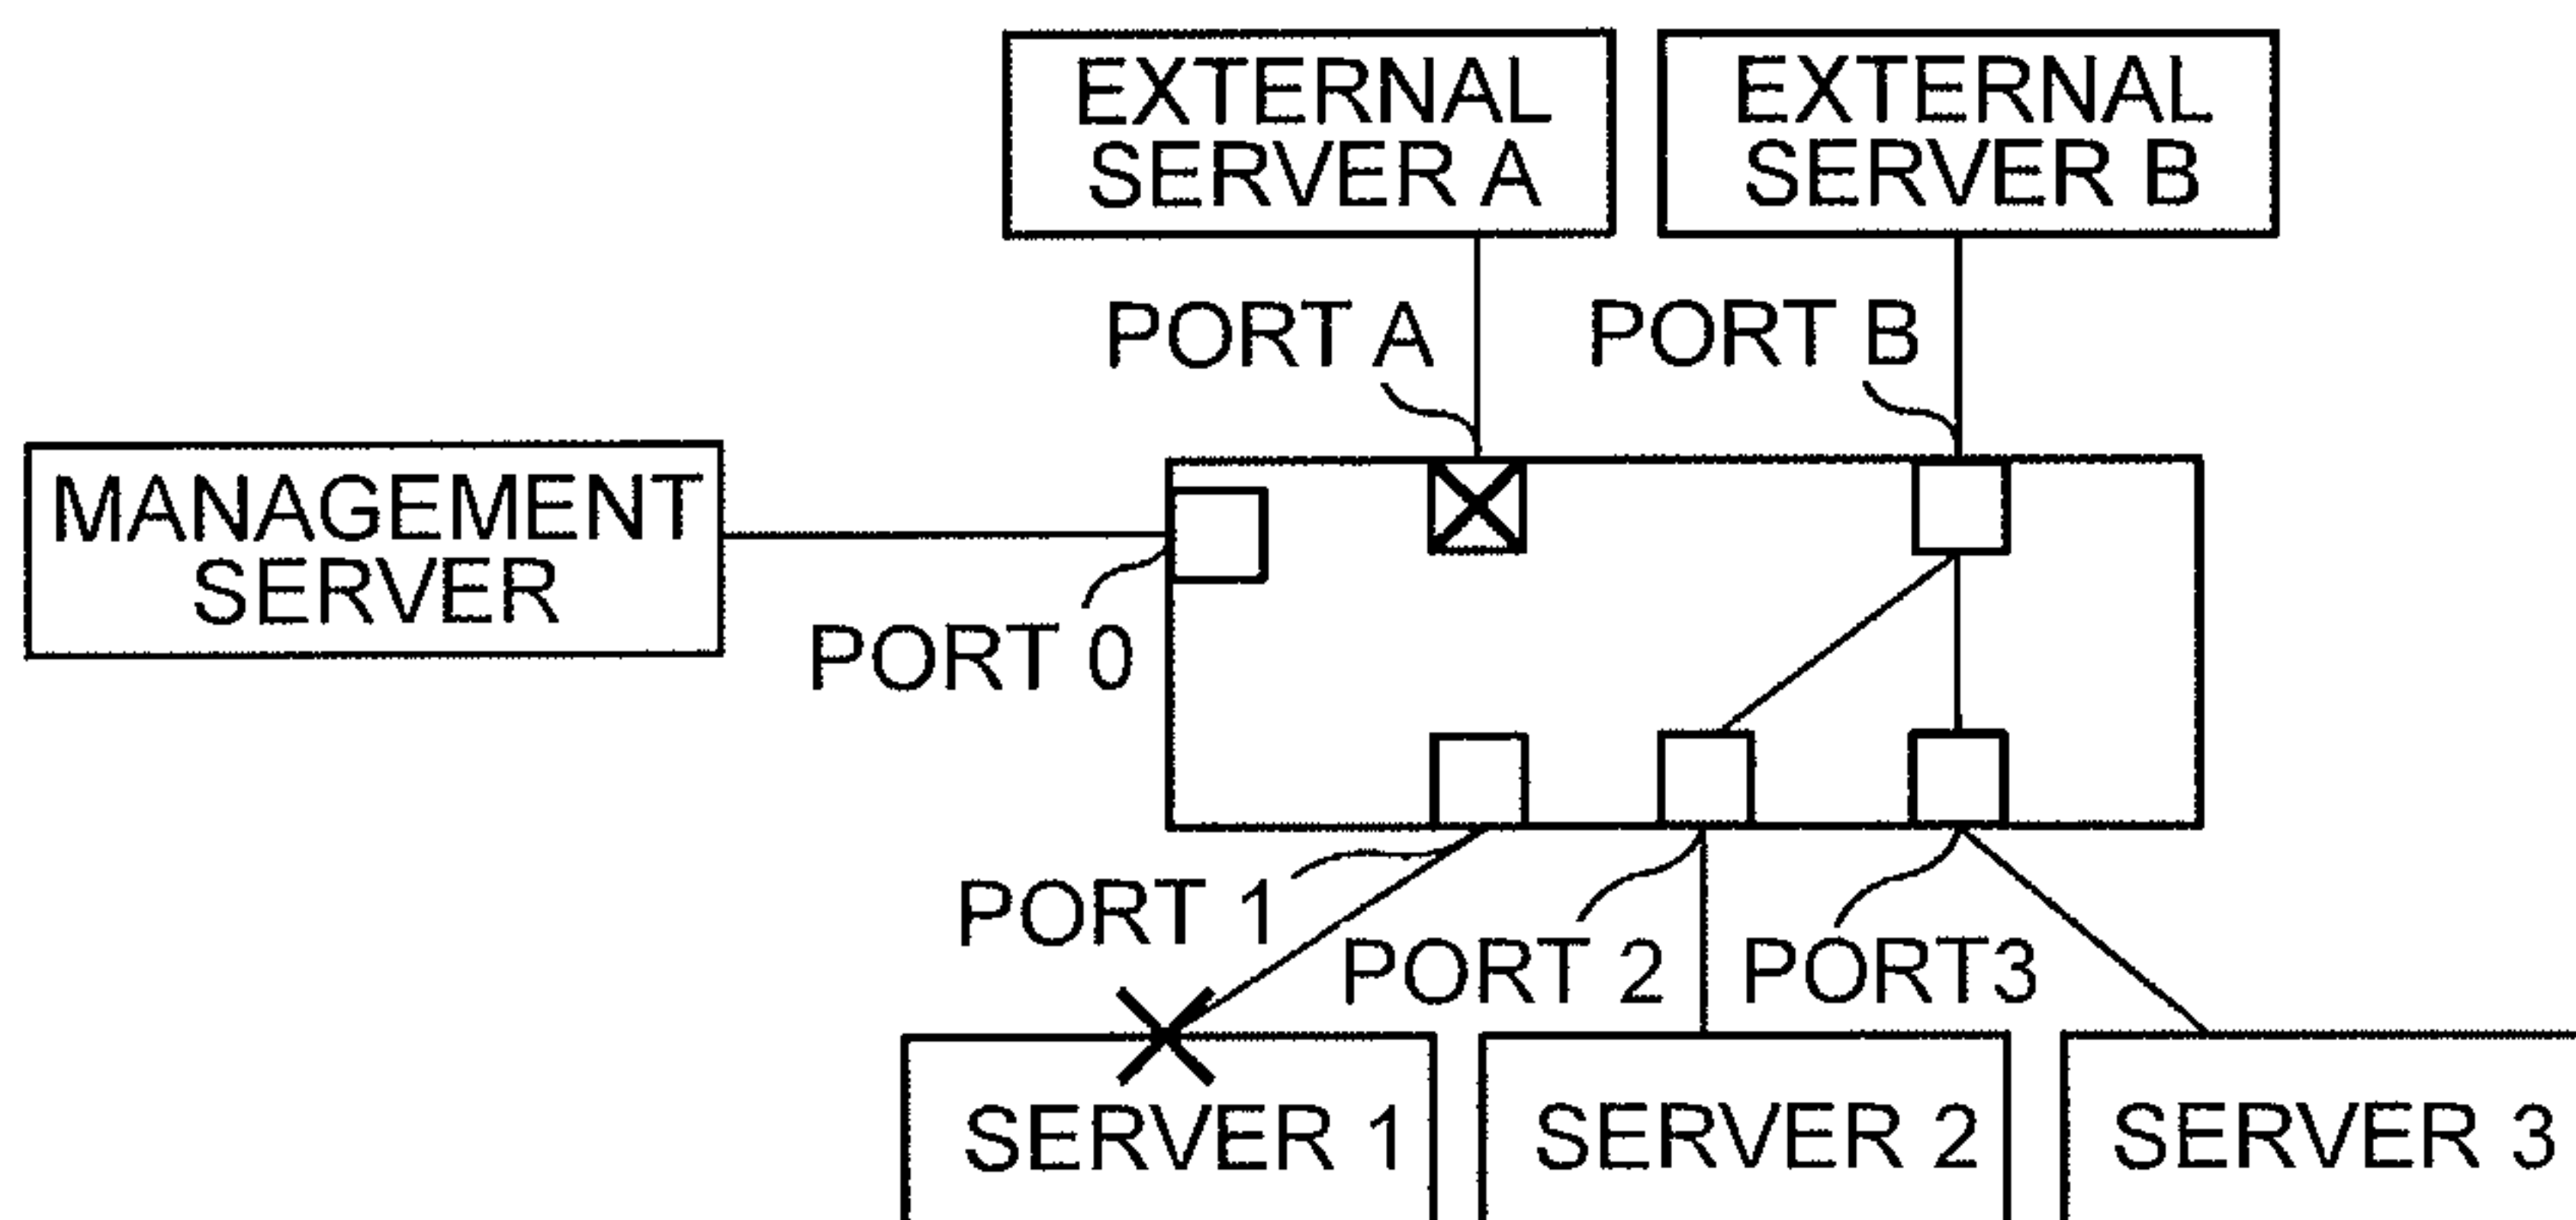 EXTERNAL
SERVER A
EXTERNAL
SERVER B
PORT A
PORT B
MANAGEMENT
SERVER
PORT 0
PORT 1
PORT 2
PORT3
SERVER 1
SERVER 2
SERVER 3